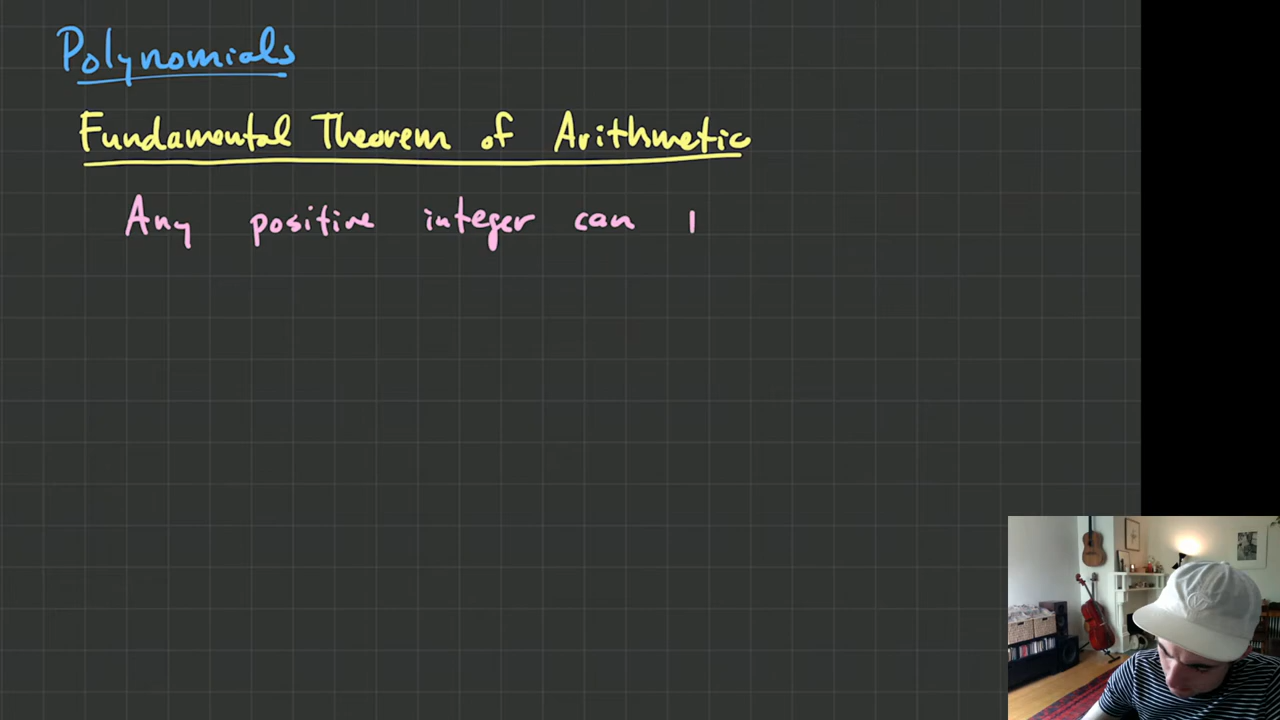 Polynomials
Fundamental Theorem of Arithmetic
Any positive integer can